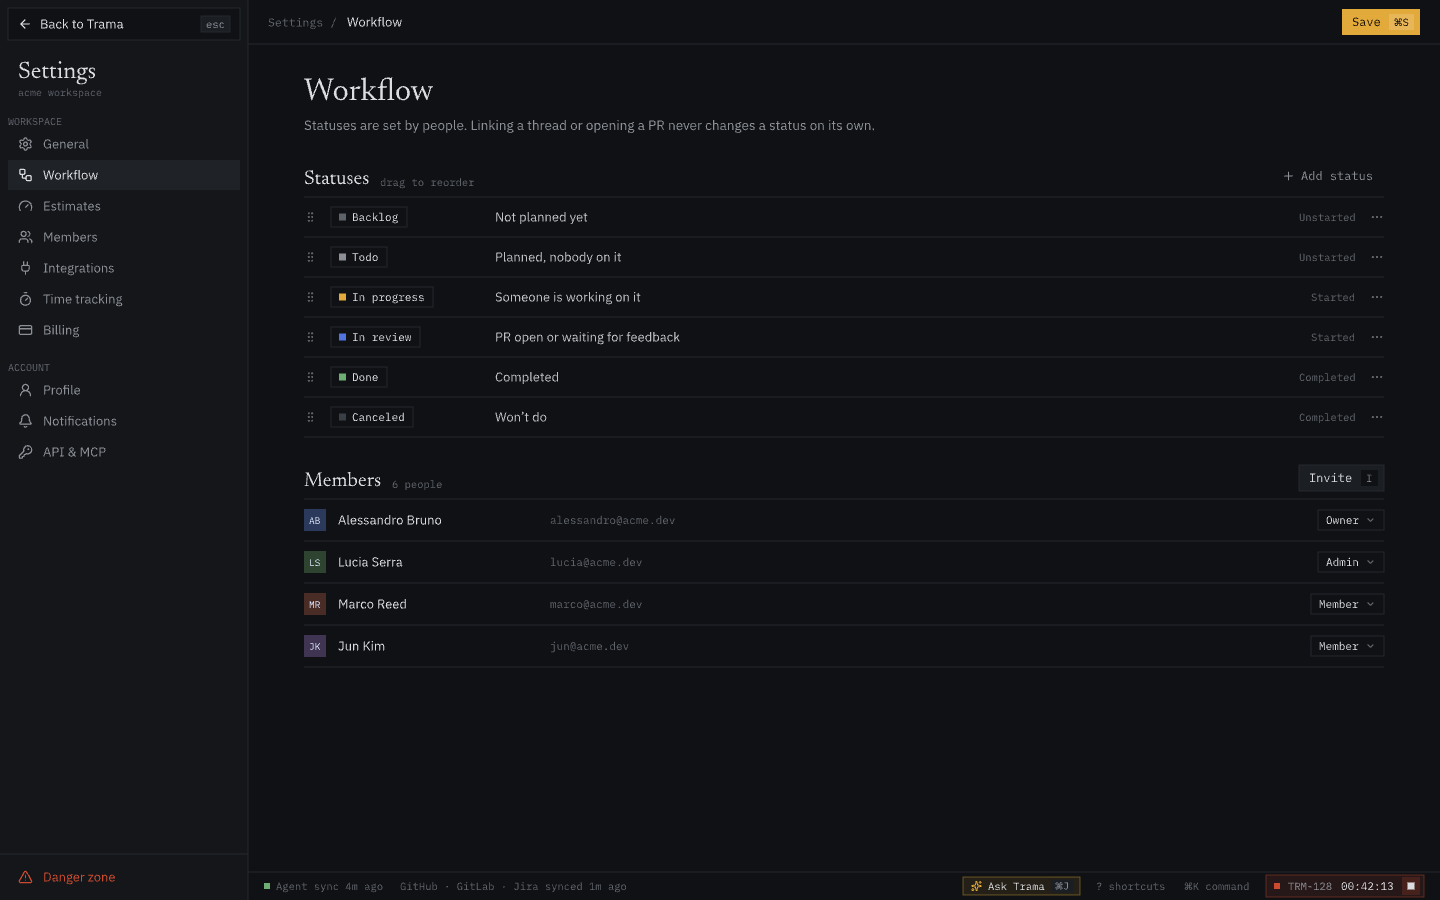 Back to Trama esc
Settings
acme workspace
WORKSPACE
General
Workflow
Estimates
Members
Integrations
Time tracking
Billing
ACCOUNT
Profile
Notifications
API & MCP
Danger zone
Settings / Workflow
Save ⌘S
Workflow
Statuses are set by people. Linking a thread or opening a PR never changes a status on its own.
Statuses drag to reorder
+ Add status
Backlog Not planned yet Unstarted
Todo Planned, nobody on it Unstarted
In progress Someone is working on it Started
In review PR open or waiting for feedback Started
Done Completed Completed
Canceled Won’t do Completed
Members 6 people
Invite I
AB Alessandro Bruno alessandro@acme.dev Owner
LS Lucia Serra lucia@acme.dev Admin
MR Marco Reed marco@acme.dev Member
JK Jun Kim jun@acme.dev Member
Agent sync 4m ago GitHub · GitLab · Jira synced 1m ago
Ask Trama ⌘J ? shortcuts ⌘K command TRM-128 00:42:13